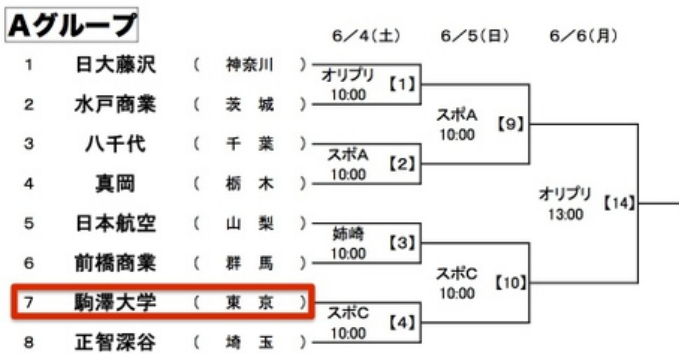 Aグループ
6/4(土) 6/5(日) 6/6(月)
1 日大藤沢 ( 神奈川 )
2 水戸商業 ( 茨城 )
オリプリ 10:00 【1】
3 八千代 ( 千葉 )
4 真岡 ( 栃木 )
スポA 10:00 【2】
スポA 10:00 【9】
5 日本航空 ( 山梨 )
6 前橋商業 ( 群馬 )
姉崎 10:00 【3】
7 駒澤大学 ( 東京 )
8 正智深谷 ( 埼玉 )
スポC 10:00 【4】
スポC 10:00 【10】
オリプリ 13:00 【14】